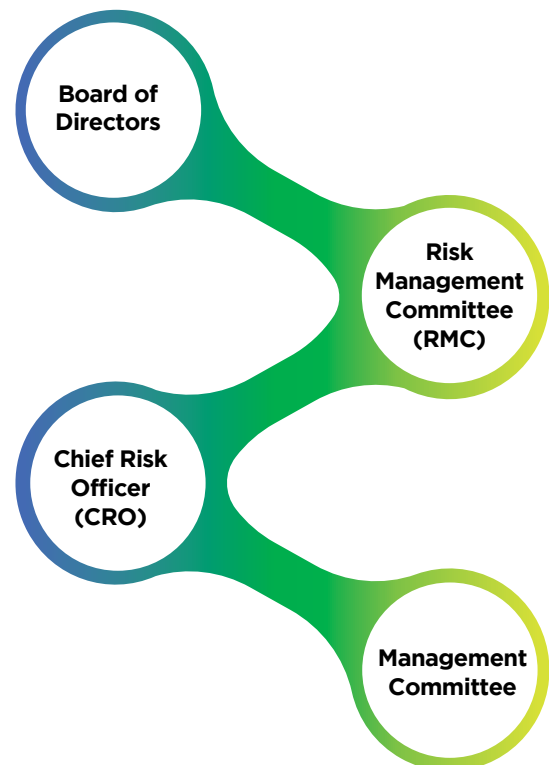 Board of
Directors
Risk
Management
Committee
(RMC)
Chief Risk
Officer
(CRO)
Management
Committee